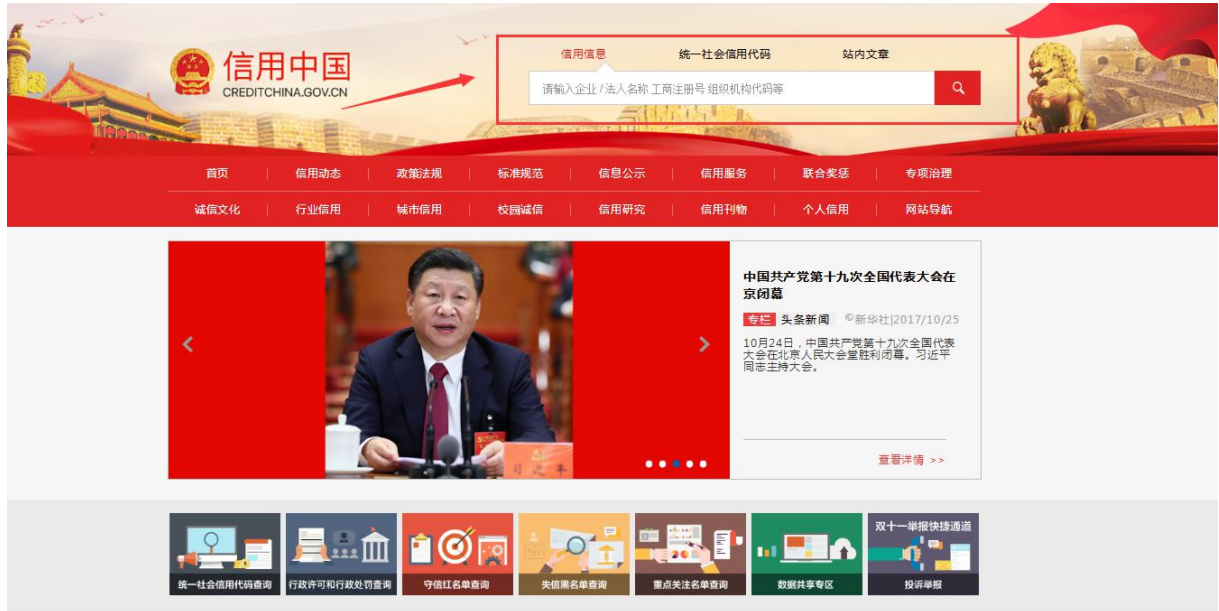 信用中国
CREDITCHINA.GOV.CN
信用信息 统一社会信用代码 站内文章
请输入企业/法人名称 工商注册号 组织机构代码等
首页 | 信用动态 | 政策法规 | 标准规范 | 信息公示 | 信用服务 | 联合奖惩 | 专项治理
诚信文化 | 行业信用 | 城市信用 | 校园诚信 | 信用研究 | 信用刊物 | 个人信用 | 网站导航
中国共产党第十九次全国代表大会在
京闭幕
专栏 头条新闻 ©新华社|2017/10/25
10月24日，中国共产党第十九次全国代表
大会在北京人民大会堂胜利闭幕。习近平
同志主持大会。
习近平
查看详情 >>
双十一举报快捷通道
统一社会信用代码查询 行政许可和行政处罚查询 守信红名单查询 失信黑名单查询 重点关注名单查询 数据共享专区 投诉举报